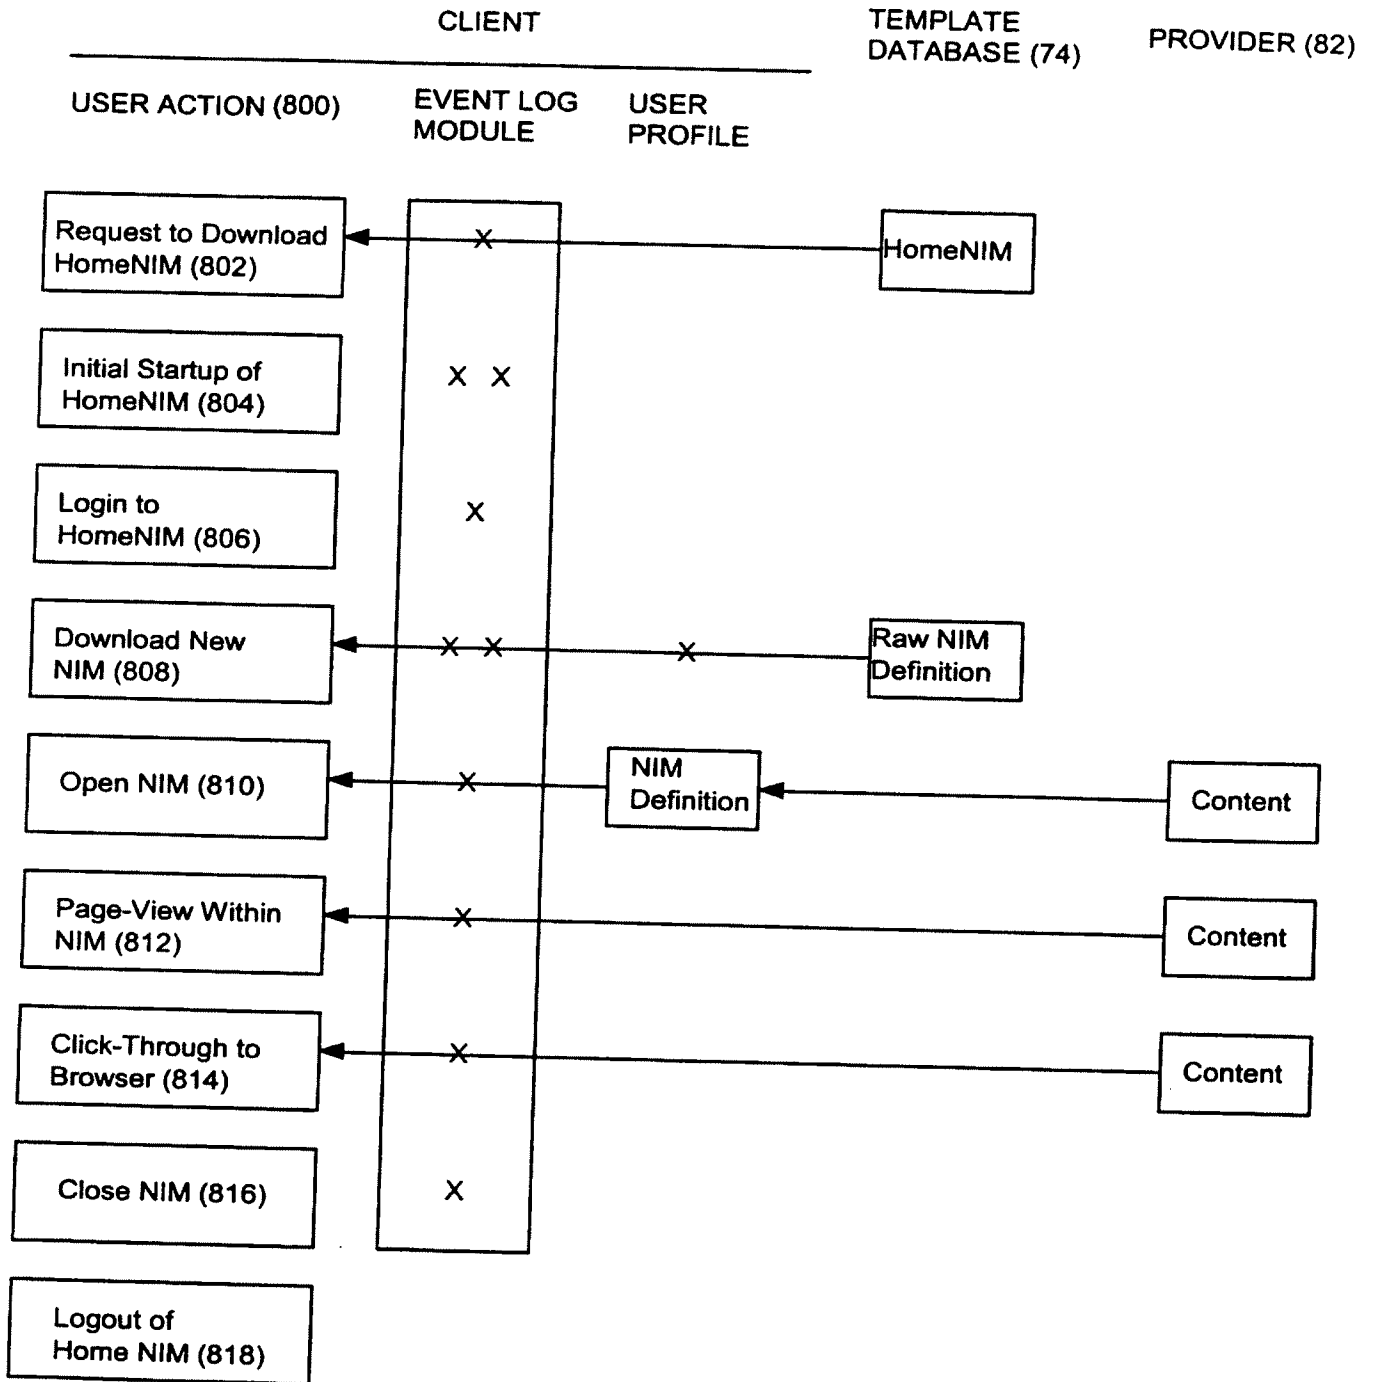 CLIENT
TEMPLATE
DATABASE (74)
PROVIDER (82)
USER ACTION (800)
EVENT LOG
MODULE
USER
PROFILE
Request to Download
HomeNIM (802)
X
HomeNIM
Initial Startup of
HomeNIM (804)
X X
Login to
HomeNIM (806)
X
Download New
NIM (808)
X X
X
Raw NIM
Definition
Open NIM (810)
X
NIM
Definition
Content
Page-View Within
NIM (812)
X
Content
Click-Through to
Browser (814)
X
Content
Close NIM (816)
X
Logout of
Home NIM (818)